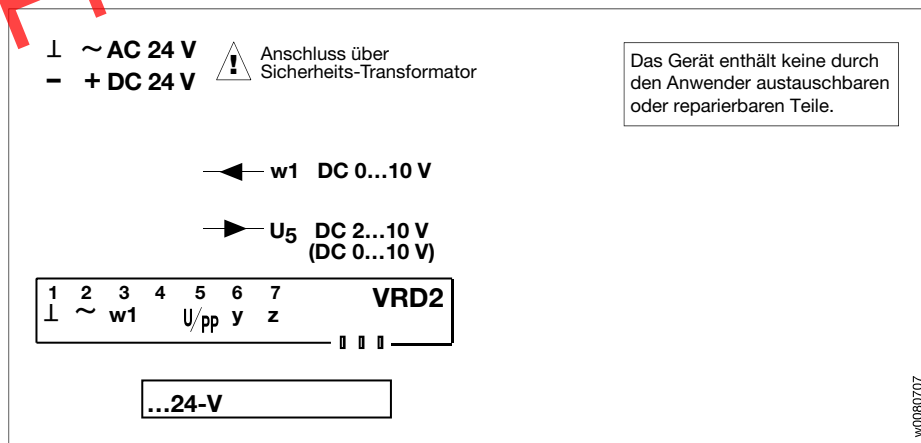 ⊥ ~ AC 24 V
– + DC 24 V
! Anschluss über
Sicherheits-Transformator
Das Gerät enthält keine durch
den Anwender austauschbaren
oder reparierbaren Teile.
w1 DC 0…10 V
U5 DC 2…10 V
(DC 0…10 V)
1 2 3 4 5 6 7
⊥ ~ w1 U/pp y z
VRD2
…24-V
w0080707